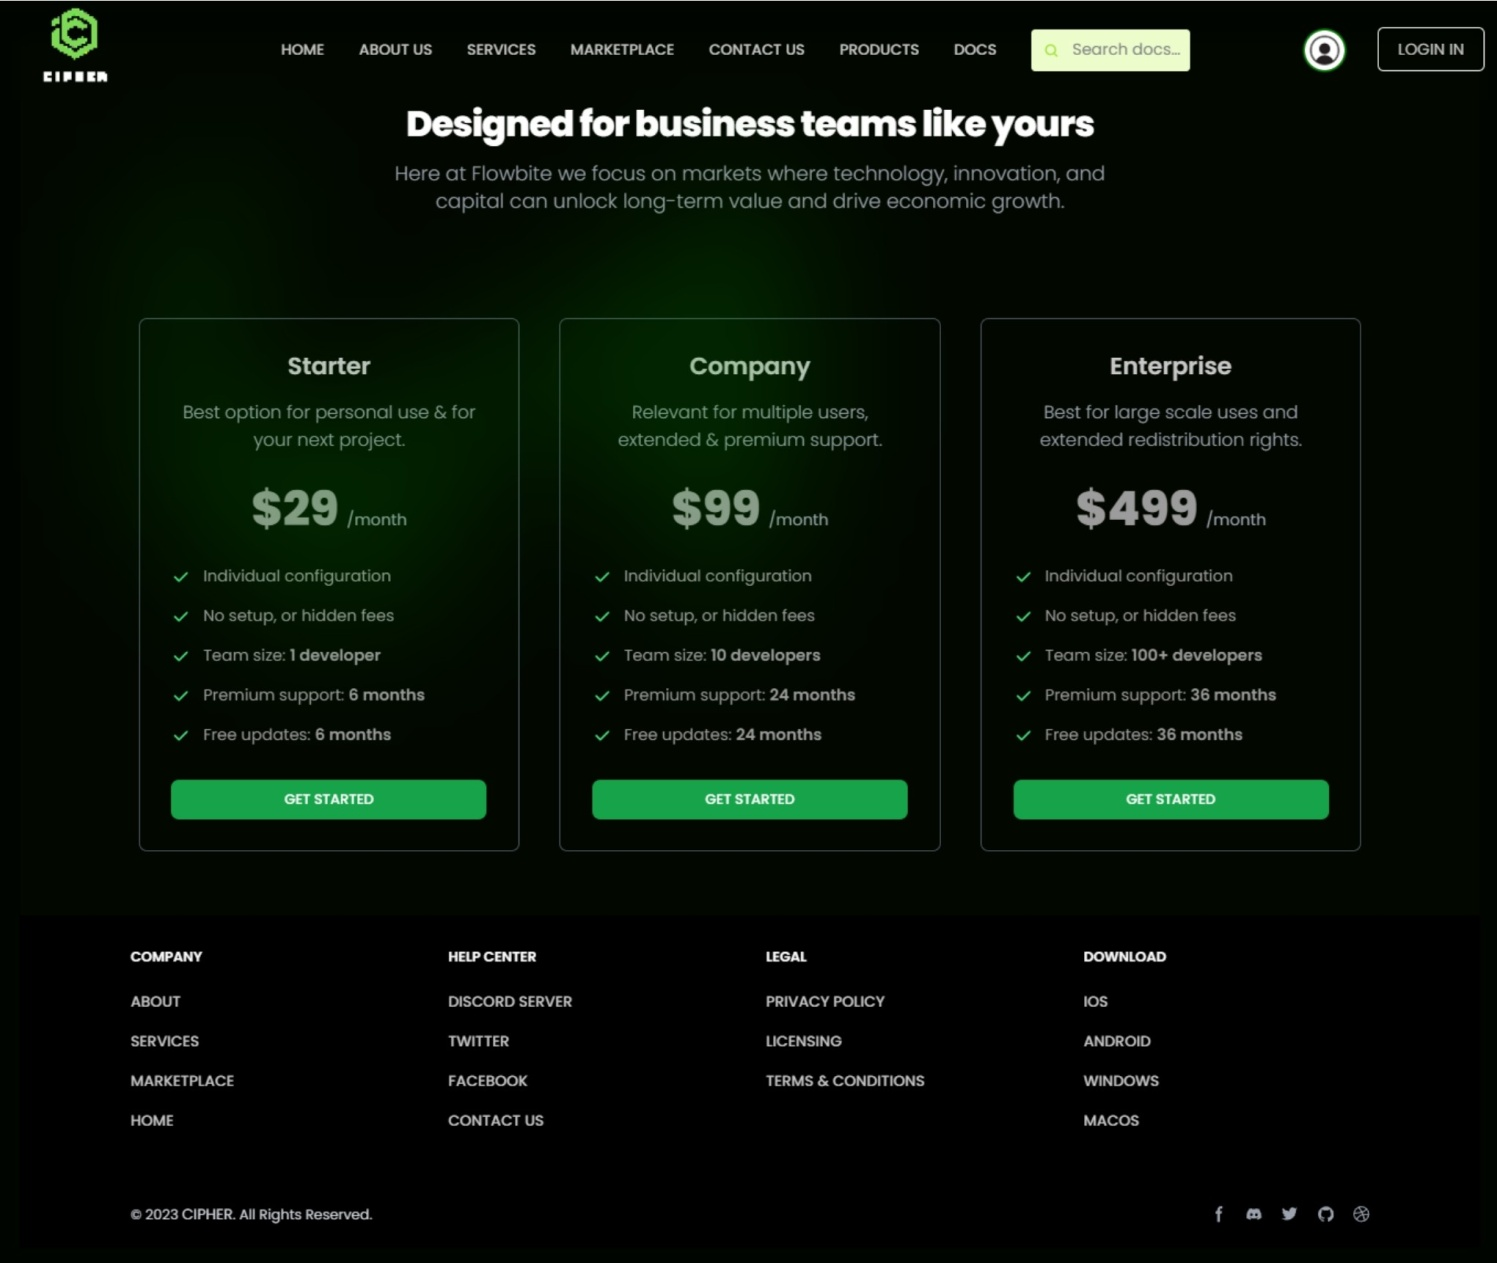 CIPHER
HOME ABOUT US SERVICES MARKETPLACE CONTACT US PRODUCTS DOCS Search docs... LOGIN IN
Designed for business teams like yours
Here at Flowbite we focus on markets where technology, innovation, and
capital can unlock long-term value and drive economic growth.
Starter
Best option for personal use & for
your next project.
$29 /month
Individual configuration
No setup, or hidden fees
Team size: 1 developer
Premium support: 6 months
Free updates: 6 months
GET STARTED
Company
Relevant for multiple users,
extended & premium support.
$99 /month
Individual configuration
No setup, or hidden fees
Team size: 10 developers
Premium support: 24 months
Free updates: 24 months
GET STARTED
Enterprise
Best for large scale uses and
extended redistribution rights.
$499 /month
Individual configuration
No setup, or hidden fees
Team size: 100+ developers
Premium support: 36 months
Free updates: 36 months
GET STARTED
COMPANY
ABOUT
SERVICES
MARKETPLACE
HOME
HELP CENTER
DISCORD SERVER
TWITTER
FACEBOOK
CONTACT US
LEGAL
PRIVACY POLICY
LICENSING
TERMS & CONDITIONS
DOWNLOAD
IOS
ANDROID
WINDOWS
MACOS
© 2023 CIPHER. All Rights Reserved.